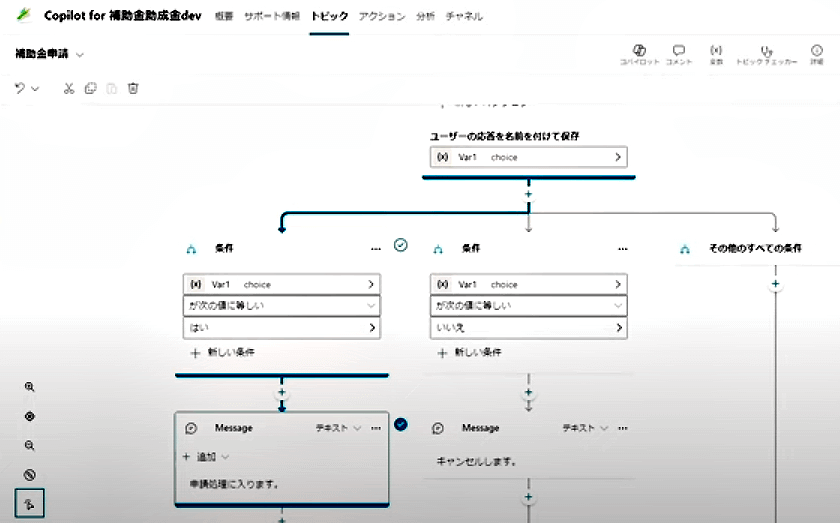 Copilot for 補助金助成金dev 概要 サポート情報 トピック アクション 分析 チャネル
補助金申請
コパイロット コメント 変数 トピック チェッカー 詳細
ユーザーの応答を名前を付けて保存
{x} Var1 choice
条件 ... 条件 ... その他のすべての条件
{x} Var1 choice
が次の値に等しい
はい
+ 新しい条件
{x} Var1 choice
が次の値に等しい
いいえ
+ 新しい条件
Message テキスト ...
+ 追加
申請処理に入ります。
Message テキスト ...
キャンセルします。